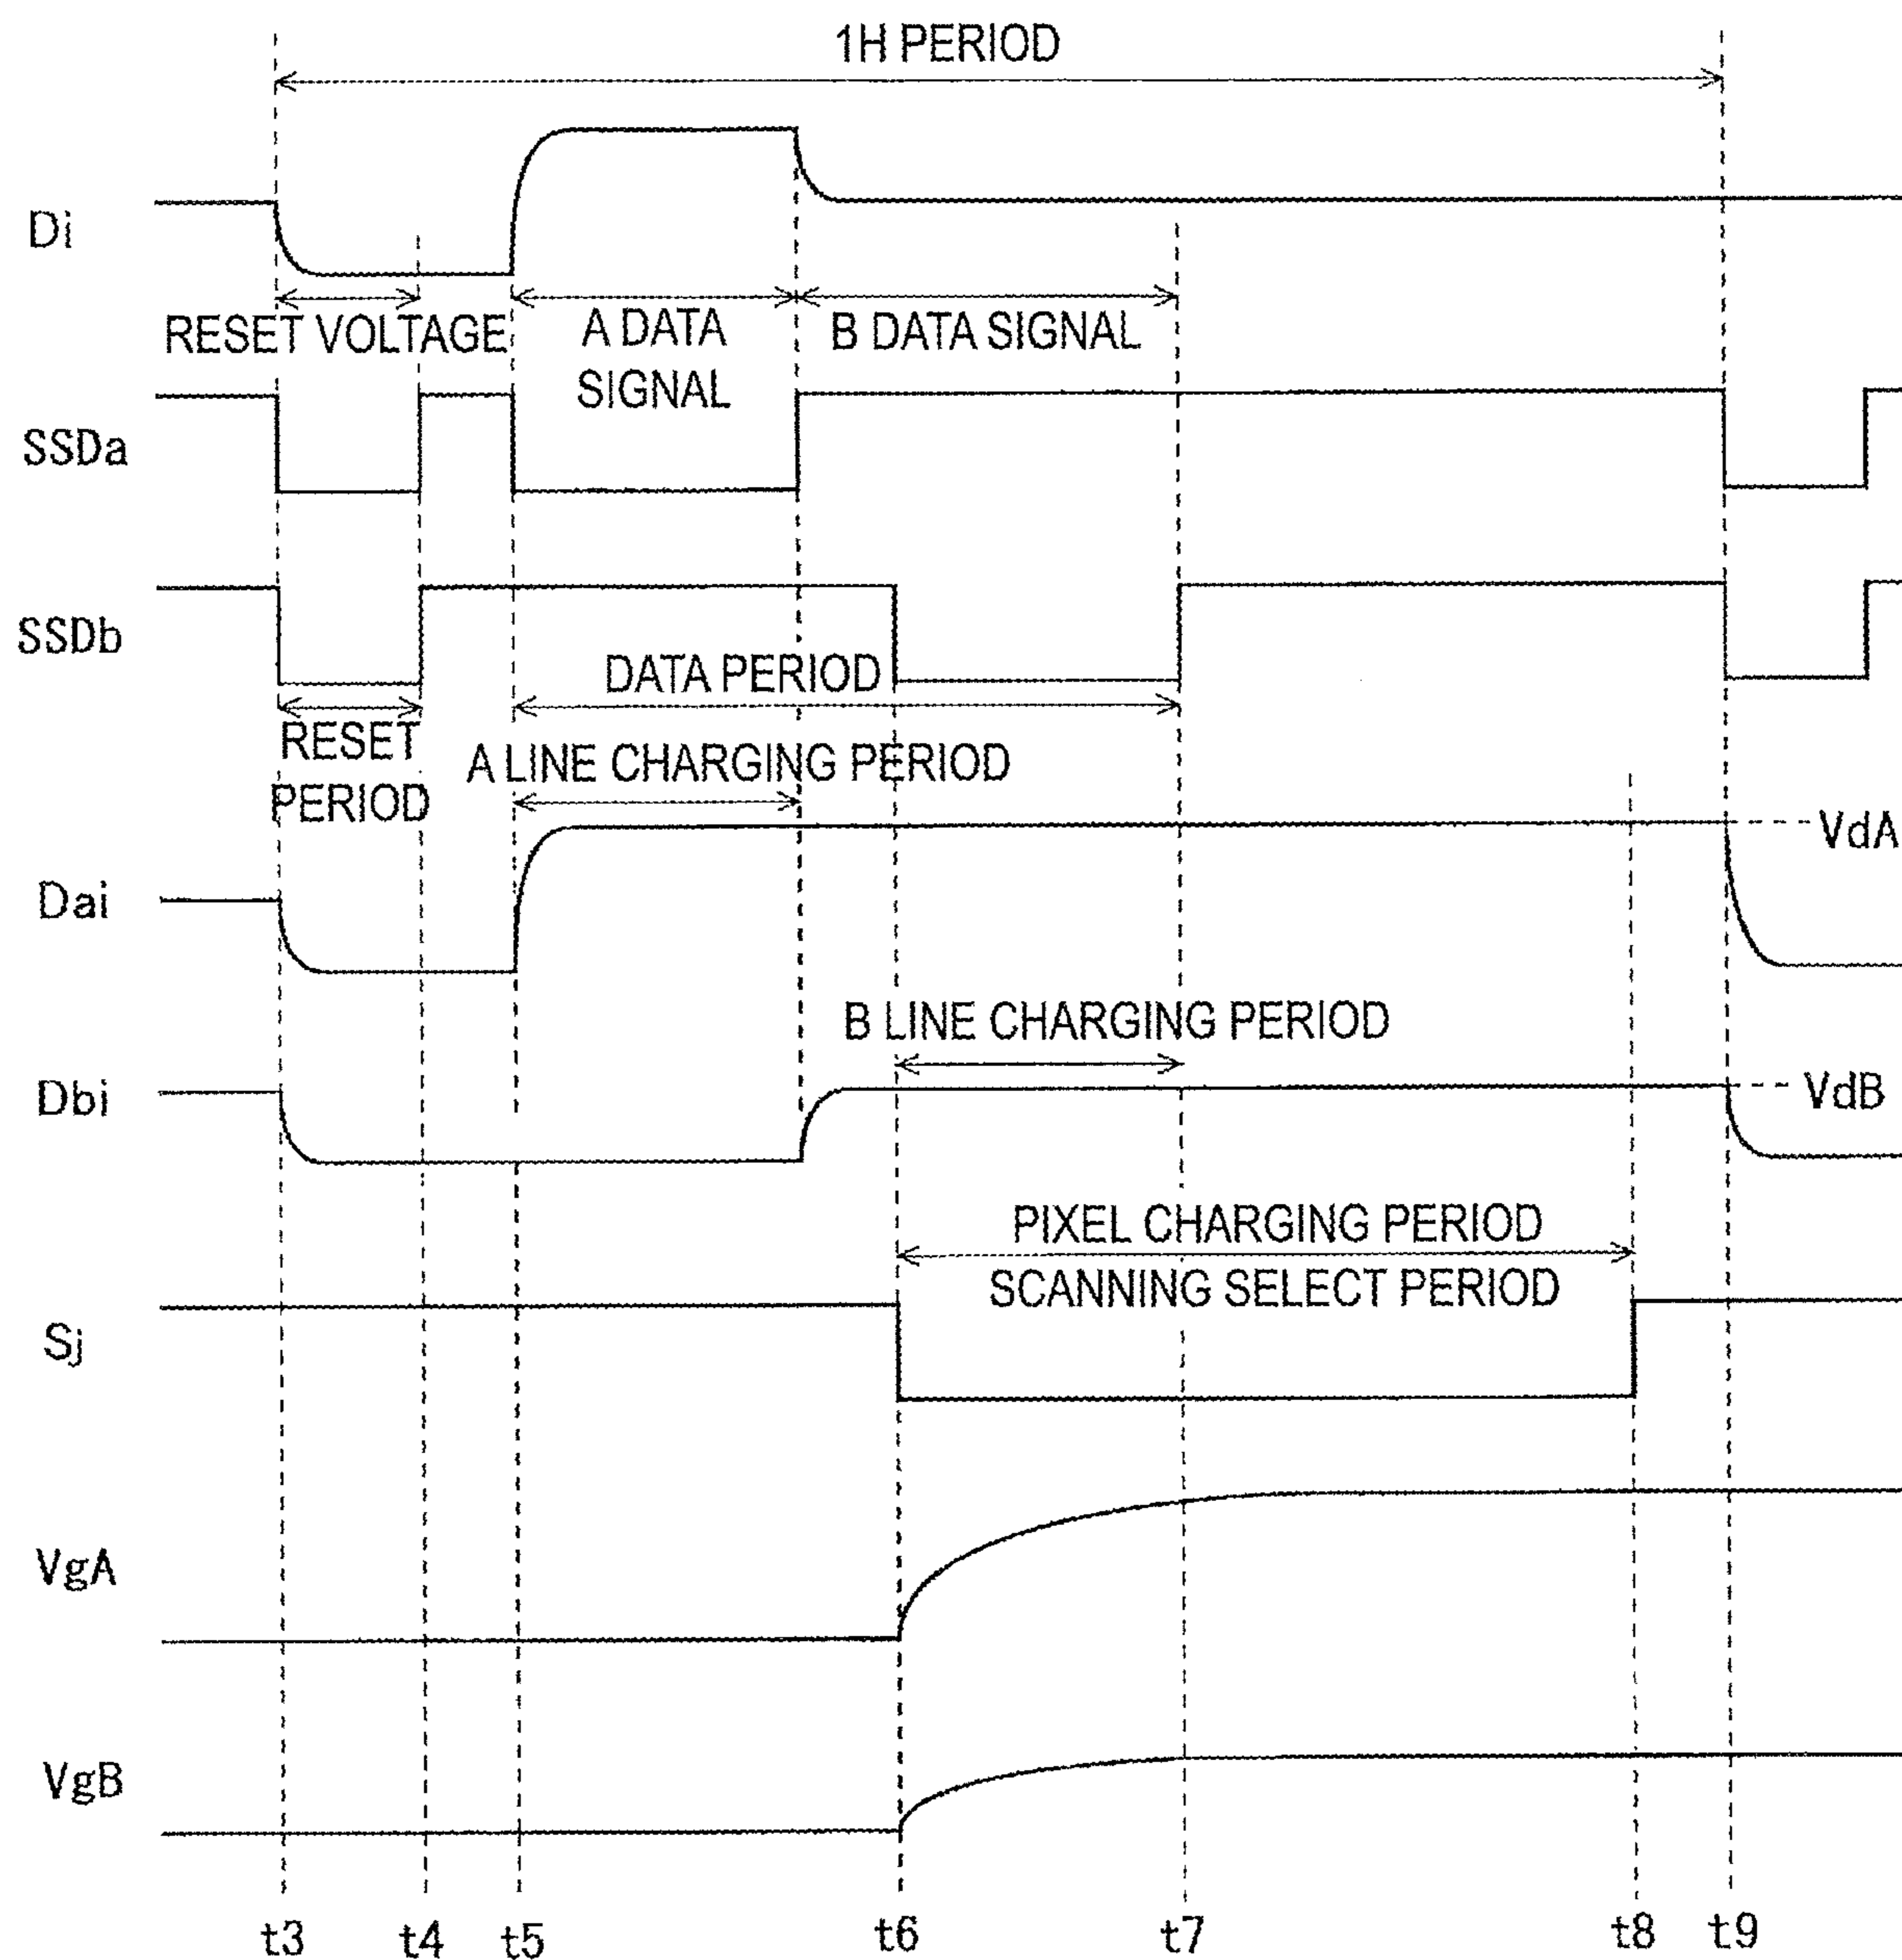 1H PERIOD
Di
RESET VOLTAGE
A DATA
SIGNAL
B DATA SIGNAL
SSDa
SSDb
DATA PERIOD
RESET
PERIOD
A LINE CHARGING PERIOD
VdA
Dai
B LINE CHARGING PERIOD
Dbi
VdB
PIXEL CHARGING PERIOD
SCANNING SELECT PERIOD
Sj
VgA
VgB
t3 t4 t5 t6 t7 t8 t9